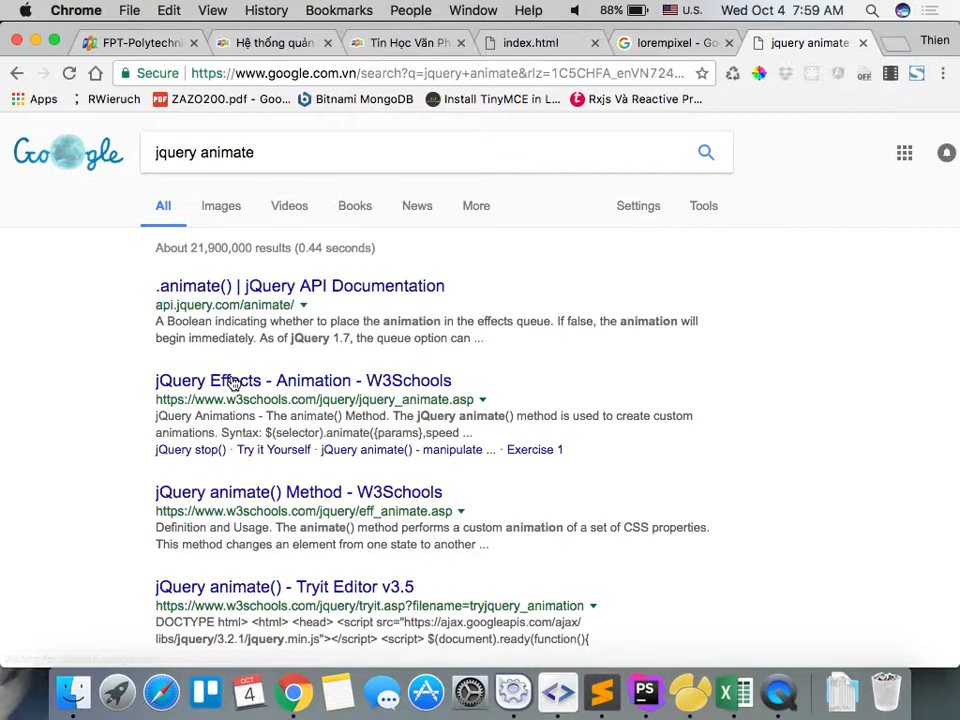 Chrome File Edit View History Bookmarks People Window Help 88% U.S. Wed Oct 4 7:59 AM
FPT-Polytechni Hệ thống quản Tin Học Văn Ph index.html lorempixel - Go jquery animate Thien
Secure https://www.google.com.vn/search?q=jquery+animate&rlz=1C5CHFA_enVN724... OFF
Apps RWieruch PDF ZAZO200.pdf - Goo... Bitnami MongoDB Install TinyMCE in L... Rxjs Và Reactive Pr...
Google jquery animate
All Images Videos Books News More Settings Tools
About 21,900,000 results (0.44 seconds)
.animate() | jQuery API Documentation
api.jquery.com/animate/
A Boolean indicating whether to place the animation in the effects queue. If false, the animation will
begin immediately. As of jQuery 1.7, the queue option can ...
jQuery Effects - Animation - W3Schools
https://www.w3schools.com/jquery/jquery_animate.asp
jQuery Animations - The animate() Method. The jQuery animate() method is used to create custom
animations. Syntax: $(selector).animate({params},speed ...
jQuery stop() · Try it Yourself · jQuery animate() - manipulate ... · Exercise 1
jQuery animate() Method - W3Schools
https://www.w3schools.com/jquery/eff_animate.asp
Definition and Usage. The animate() method performs a custom animation of a set of CSS properties.
This method changes an element from one state to another ...
jQuery animate() - Tryit Editor v3.5
https://www.w3schools.com/jquery/tryit.asp?filename=tryjquery_animation
DOCTYPE html> <html> <head> <script src="https://ajax.googleapis.com/ajax/
libs/jquery/3.2.1/jquery.min.js"></script> <script> $(document).ready(function(){
4 PS